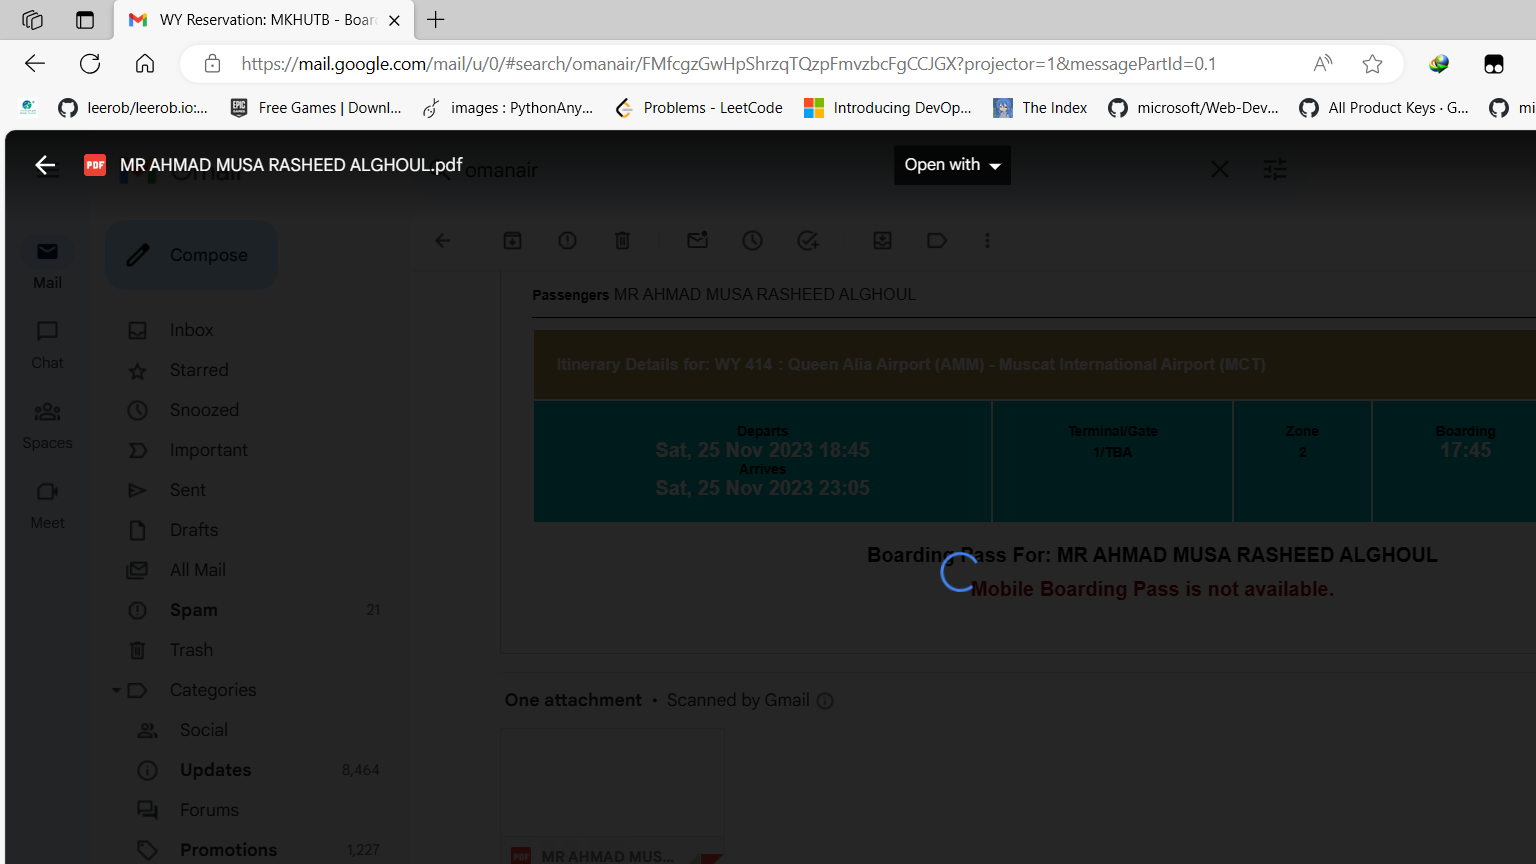 WY Reservation: MKHUTB - Boar
https://mail.google.com/mail/u/0/#search/omanair/FMfcgzGwHpShrzqTQzpFmvzbcFgCCJGX?projector=1&messagePartId=0.1
leerob/leerob.io:... Free Games | Downl... images : PythonAny... Problems - LeetCode Introducing DevOp... The Index microsoft/Web-Dev... All Product Keys · G... mi
PDF MR AHMAD MUSA RASHEED ALGHOUL.pdf Open with
Gmail omanair
Compose
Mail
Chat
Spaces
Meet
Inbox
Starred
Snoozed
Important
Sent
Drafts
All Mail
Spam 21
Trash
Categories
Social
Updates 8,464
Forums
Promotions 1,227
Passengers MR AHMAD MUSA RASHEED ALGHOUL
Itinerary Details for: WY 414 : Queen Alia Airport (AMM) - Muscat International Airport (MCT)
Departs Terminal/Gate Zone Boarding
Sat, 25 Nov 2023 18:45 1/TBA 2 17:45
Arrives
Sat, 25 Nov 2023 23:05
Boarding Pass For: MR AHMAD MUSA RASHEED ALGHOUL
Mobile Boarding Pass is not available.
One attachment • Scanned by Gmail
PDF MR AHMAD MUS...